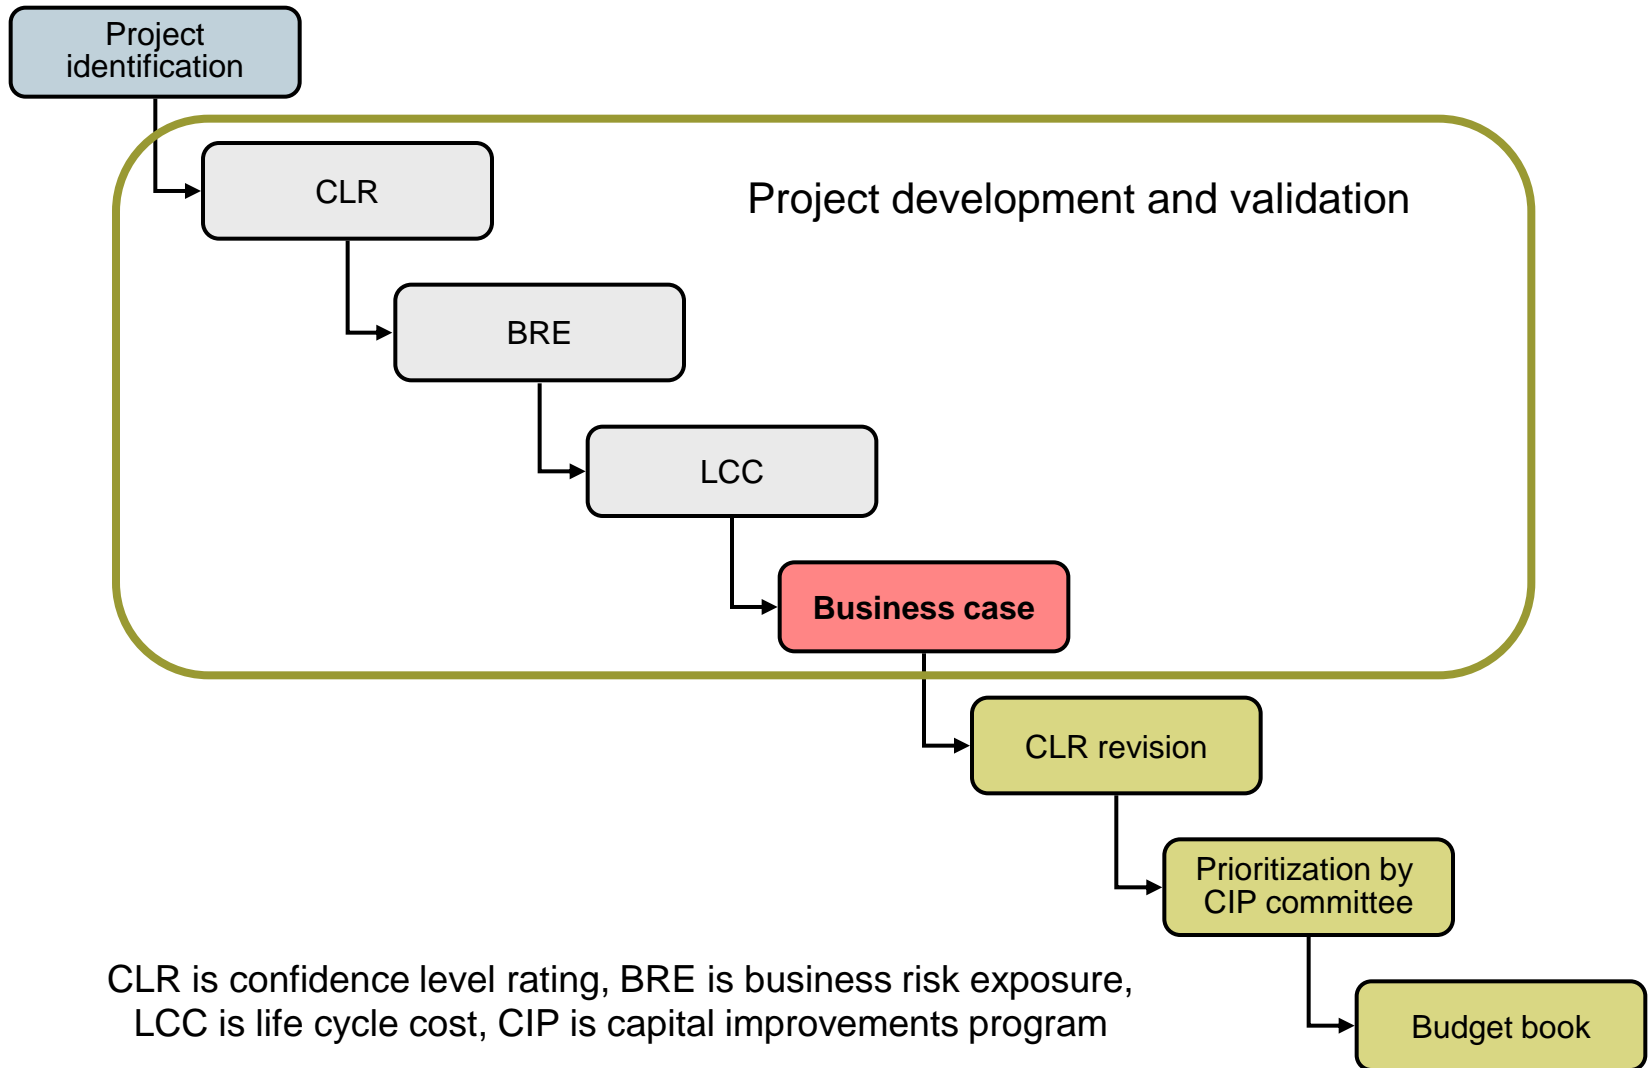 Project
identification
CLR
Project development and validation
BRE
LCC
Business case
CLR revision
Prioritization by
CIP committee
CLR is confidence level rating, BRE is business risk exposure,
LCC is life cycle cost, CIP is capital improvements program
Budget book